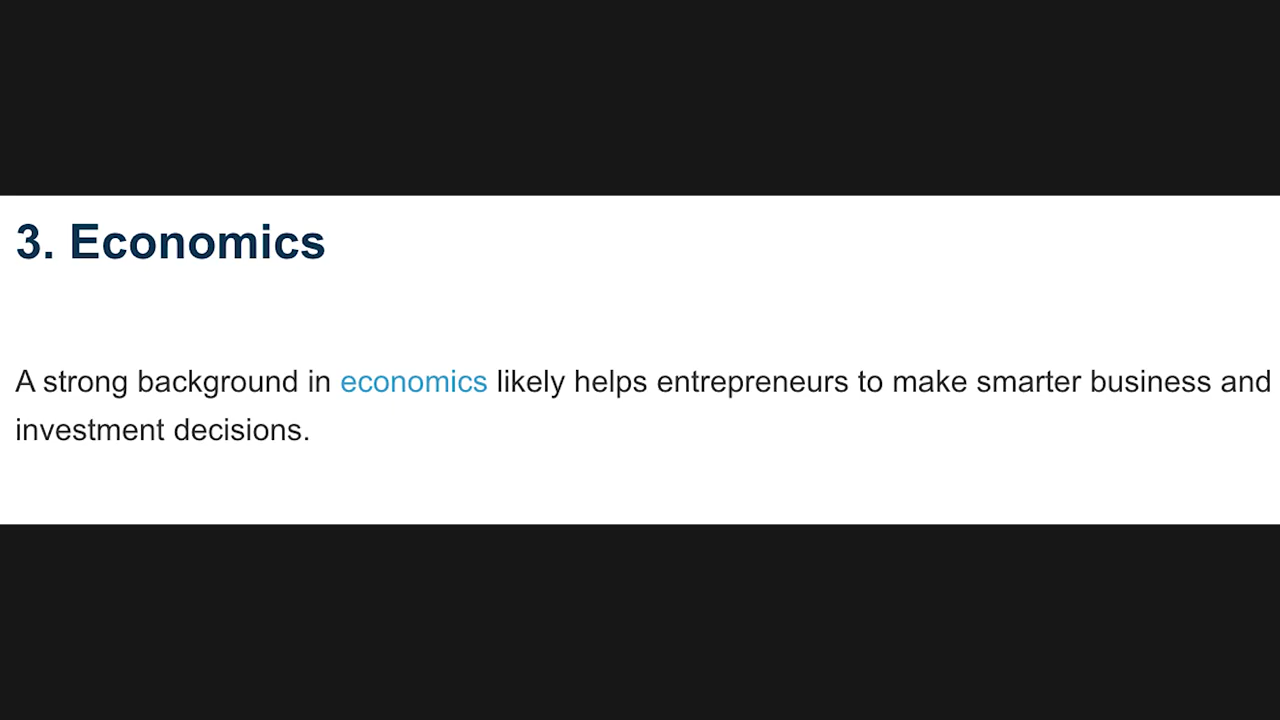 3. Economics
A strong background in economics likely helps entrepreneurs to make smarter business and
investment decisions.